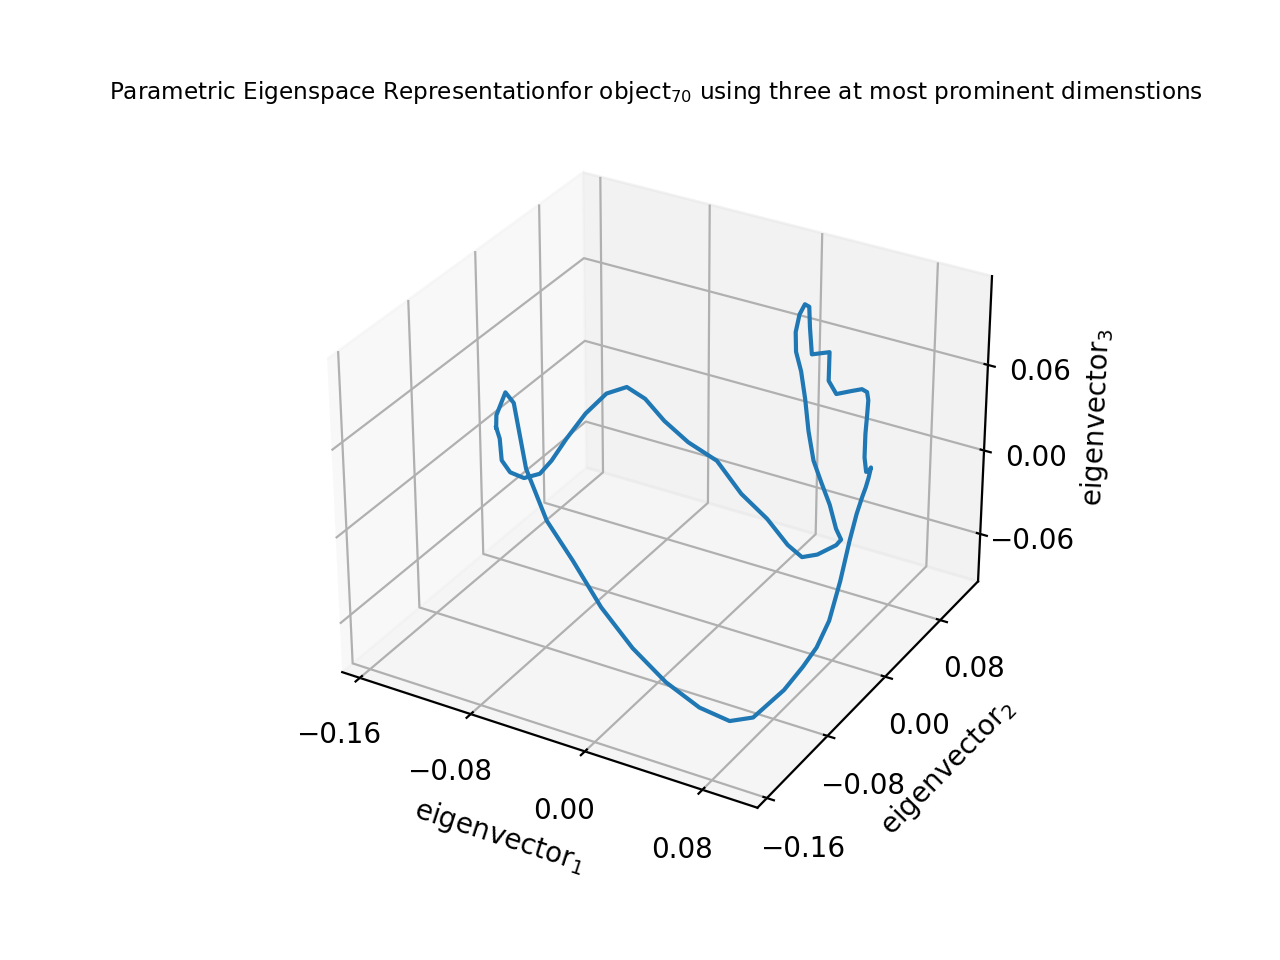 Parametric Eigenspace Representationfor object₇₀ using three at most prominent dimenstions
0.06
0.00
−0.06
eigenvector₃
0.08
0.00
−0.08
−0.16
eigenvector₂
−0.16
−0.08
0.00
0.08
eigenvector₁